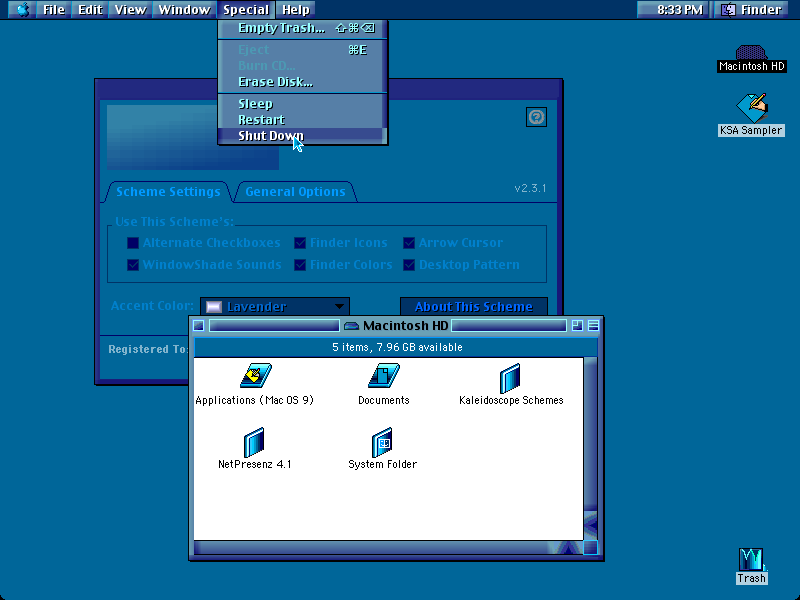 File Edit View Window Special Help 8:33 PM Finder
Empty Trash... ⇧⌘⌫
Eject ⌘E
Burn CD...
Erase Disk...
Sleep
Restart
Shut Down
Macintosh HD
KSA Sampler
Scheme Settings General Options v2.3.1
Use This Scheme's:
Alternate Checkboxes Finder Icons Arrow Cursor
WindowShade Sounds Finder Colors Desktop Pattern
Accent Color: Lavender About This Scheme
Registered To:
Macintosh HD
5 items, 7.96 GB available
Applications (Mac OS 9) Documents Kaleidoscope Schemes
NetPresenz 4.1 System Folder
Trash